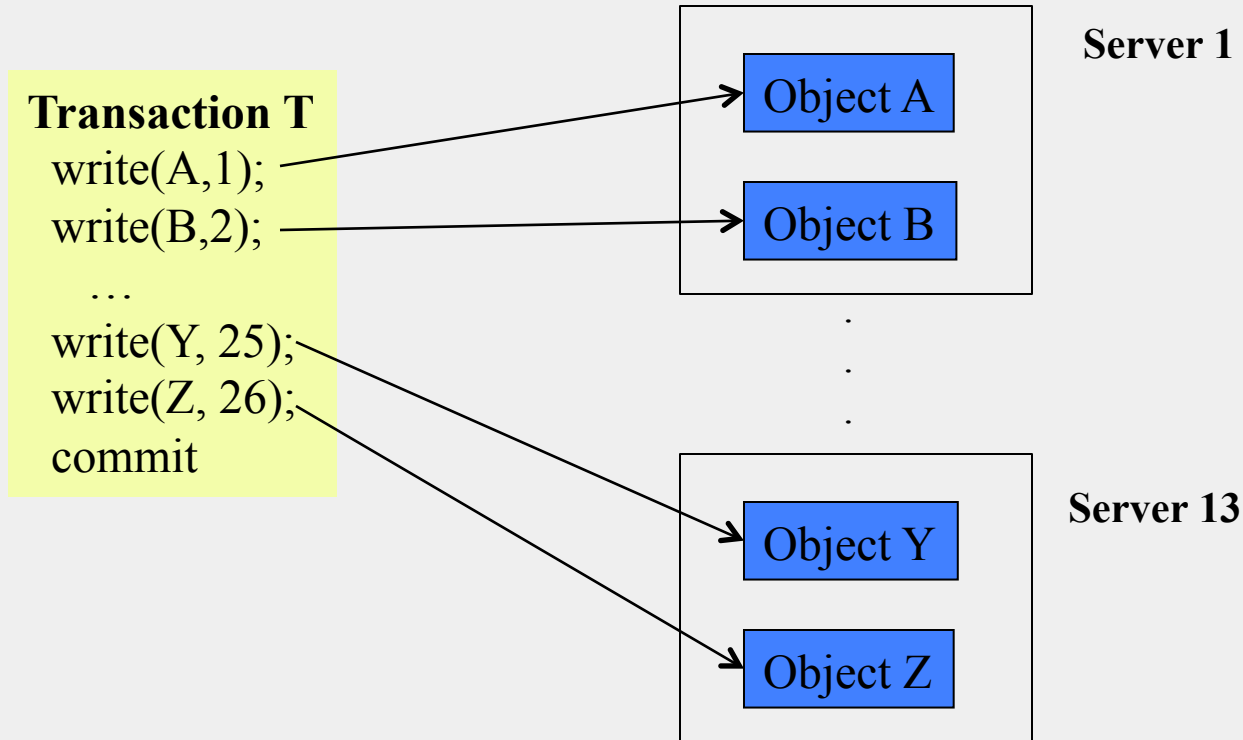 Transaction T
write(A,1);
write(B,2);
…
write(Y, 25);
write(Z, 26);
commit
Server 1
Object A
Object B
.
.
.
Server 13
Object Y
Object Z